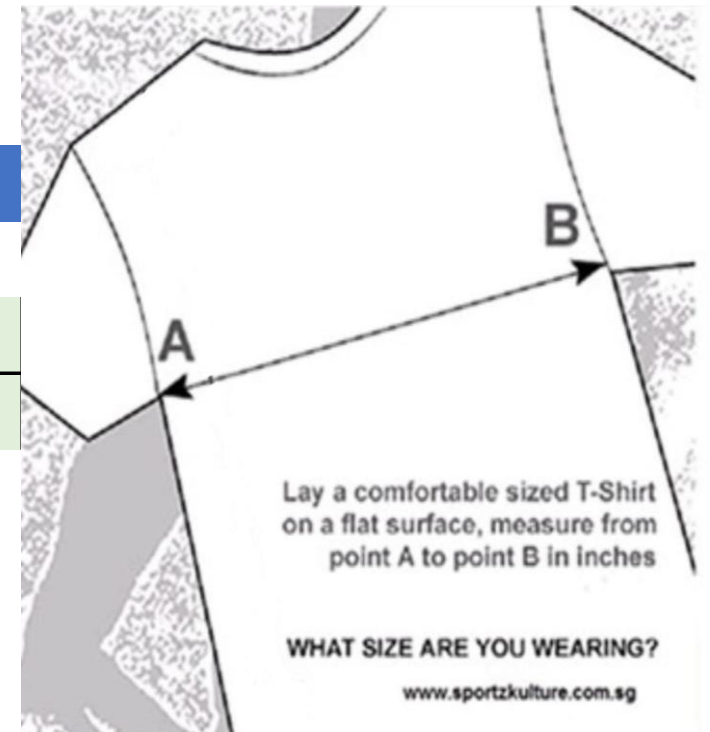 B
A
Lay a comfortable sized T-Shirt
on a flat surface, measure from
point A to point B in inches
WHAT SIZE ARE YOU WEARING?
www.sportzkulture.com.sg